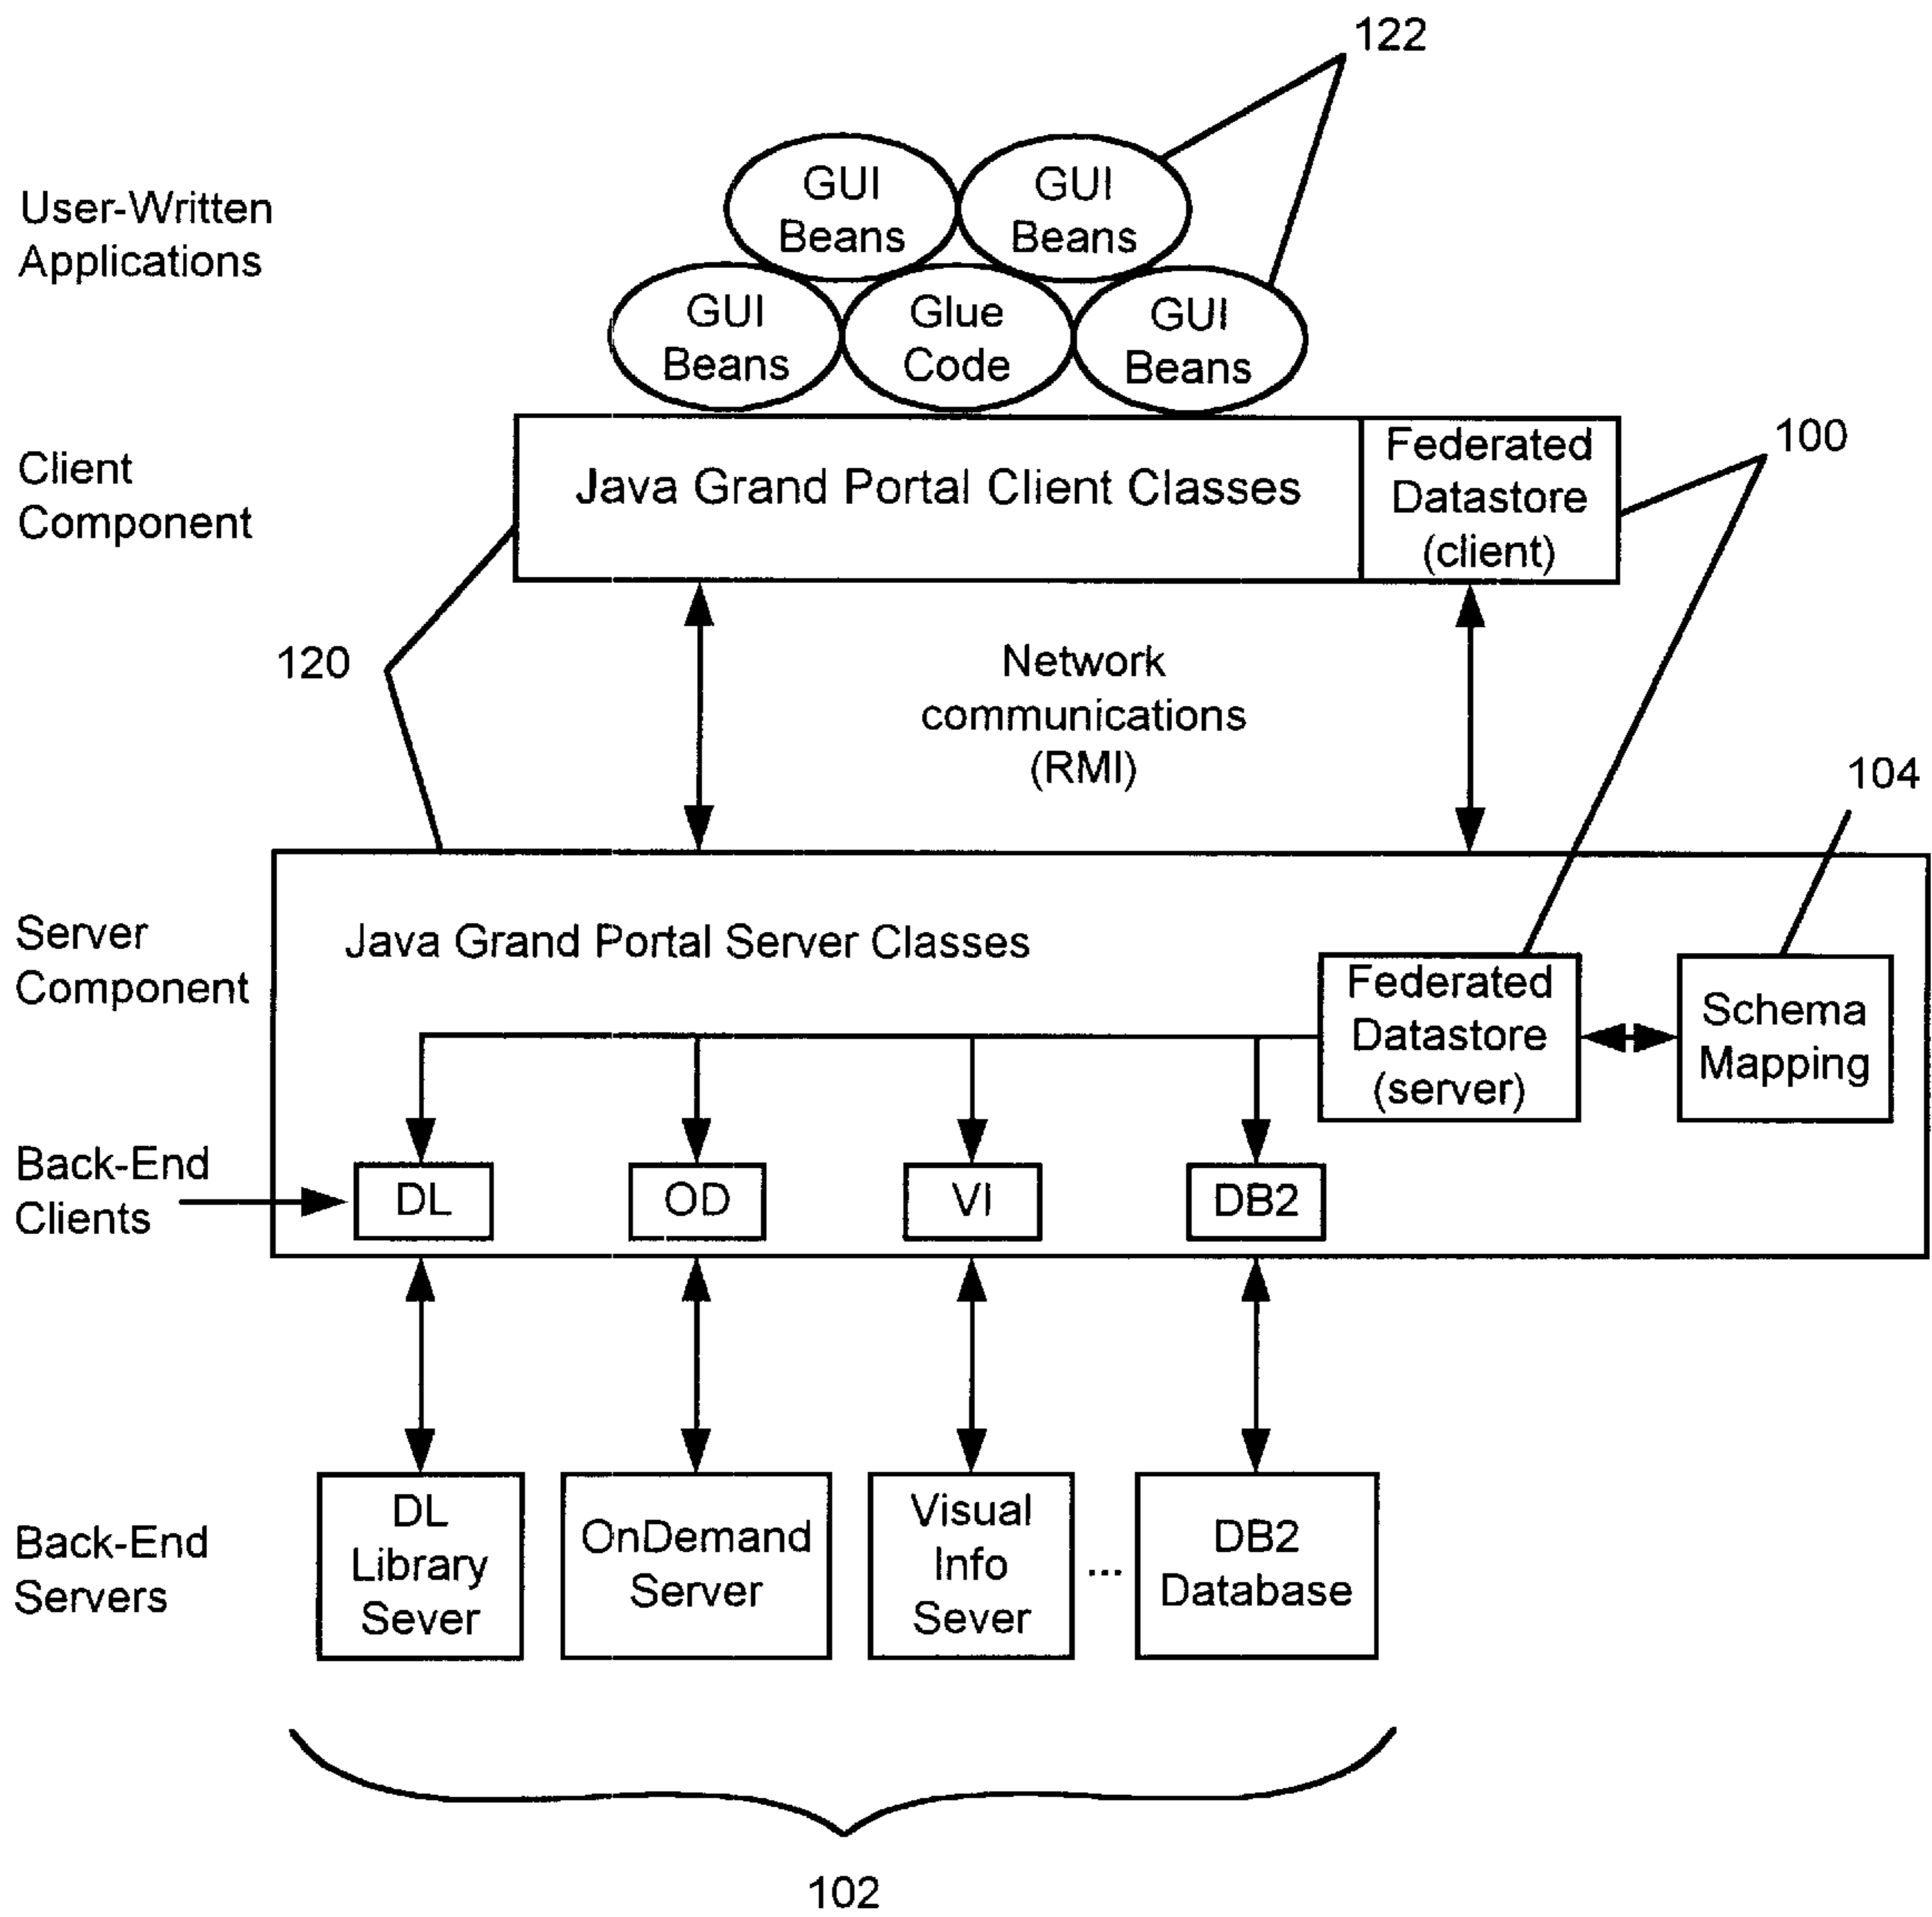 122
User-Written
Applications
GUI
Beans
GUI
Beans
GUI
Beans
Glue
Code
GUI
Beans
Client
Component
Java Grand Portal Client Classes
Federated
Datastore
(client)
100
120
Network
communications
(RMI)
104
Server
Component
Java Grand Portal Server Classes
Federated
Datastore
(server)
Schema
Mapping
Back-End
Clients
DL
OD
VI
DB2
Back-End
Servers
DL
Library
Sever
OnDemand
Server
Visual
Info
Sever
...
DB2
Database
102